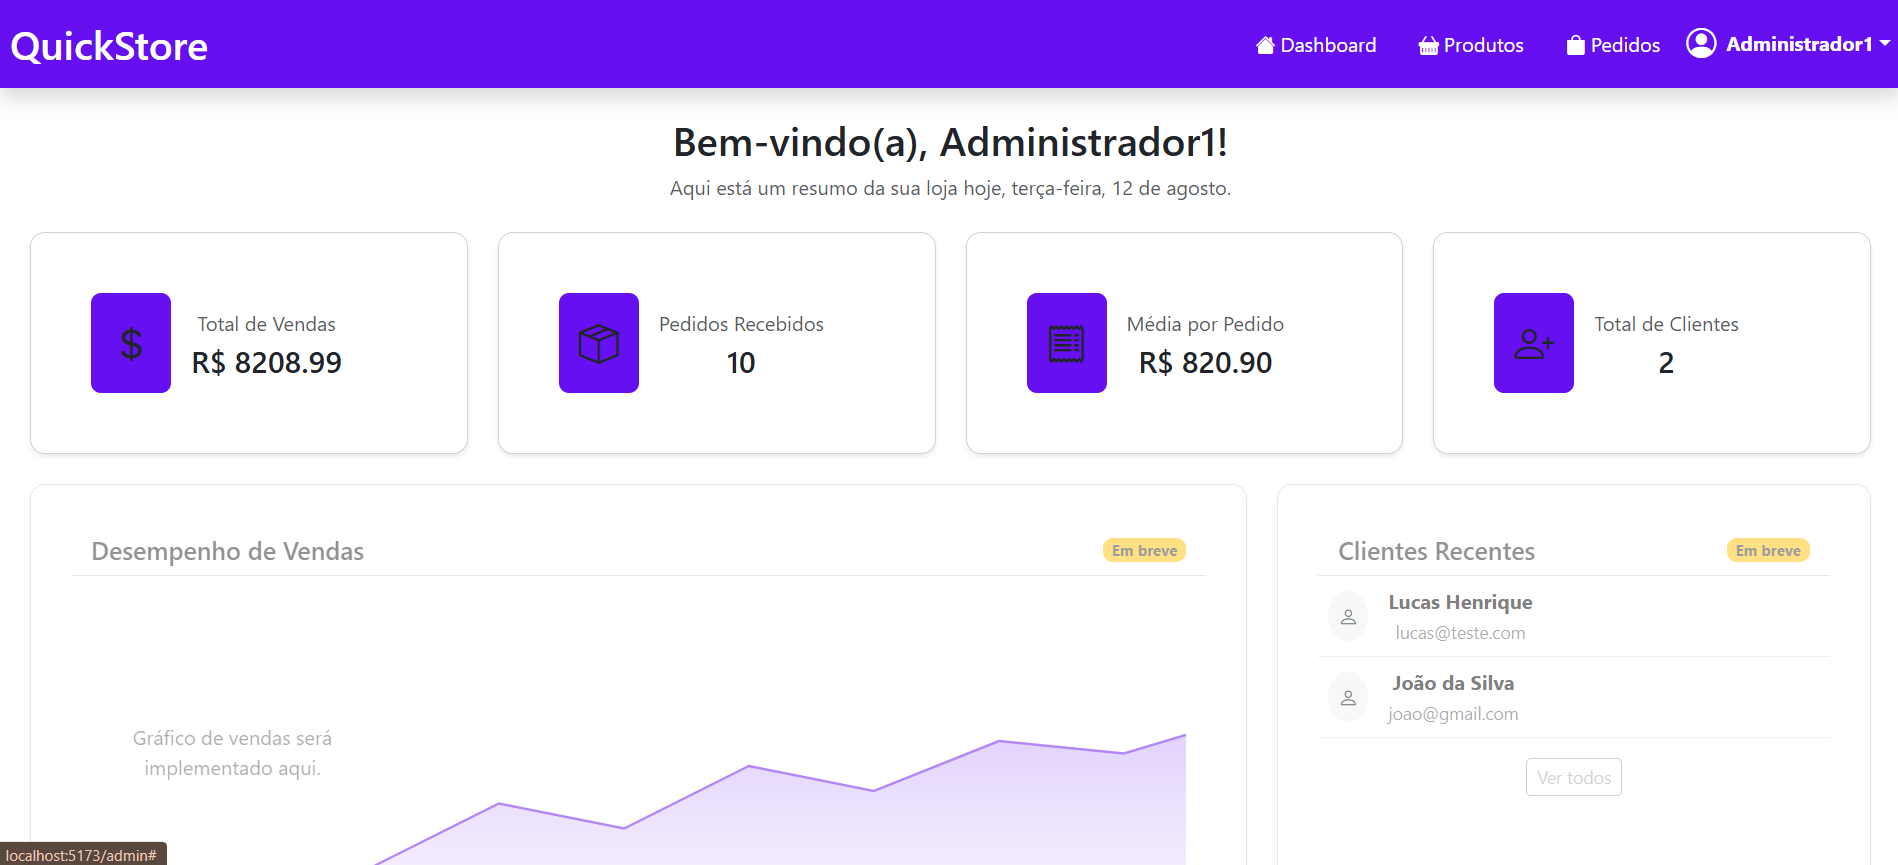 QuickStore
Dashboard
Produtos
Pedidos
Administrador1
Bem-vindo(a), Administrador1!
Aqui está um resumo da sua loja hoje, terça-feira, 12 de agosto.
$
Total de Vendas
R$ 8208.99
Pedidos Recebidos
10
Média por Pedido
R$ 820.90
Total de Clientes
2
Desempenho de Vendas
Em breve
Gráfico de vendas será
implementado aqui.
Clientes Recentes
Em breve
Lucas Henrique
lucas@teste.com
João da Silva
joao@gmail.com
Ver todos
localhost:5173/admin#